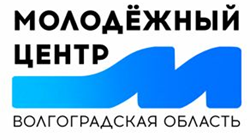 МОЛОДЁЖНЫЙ
ЦЕНТР
ВОЛГОГРАДСКАЯ ОБЛАСТЬ